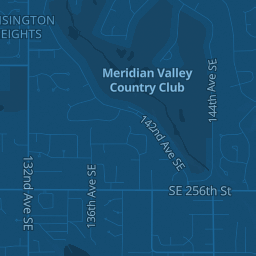 NSINGTON
HEIGHTS
Meridian Valley
Country Club
144th Ave SE
142nd Ave SE
132nd Ave SE
136th Ave SE
SE 256th St